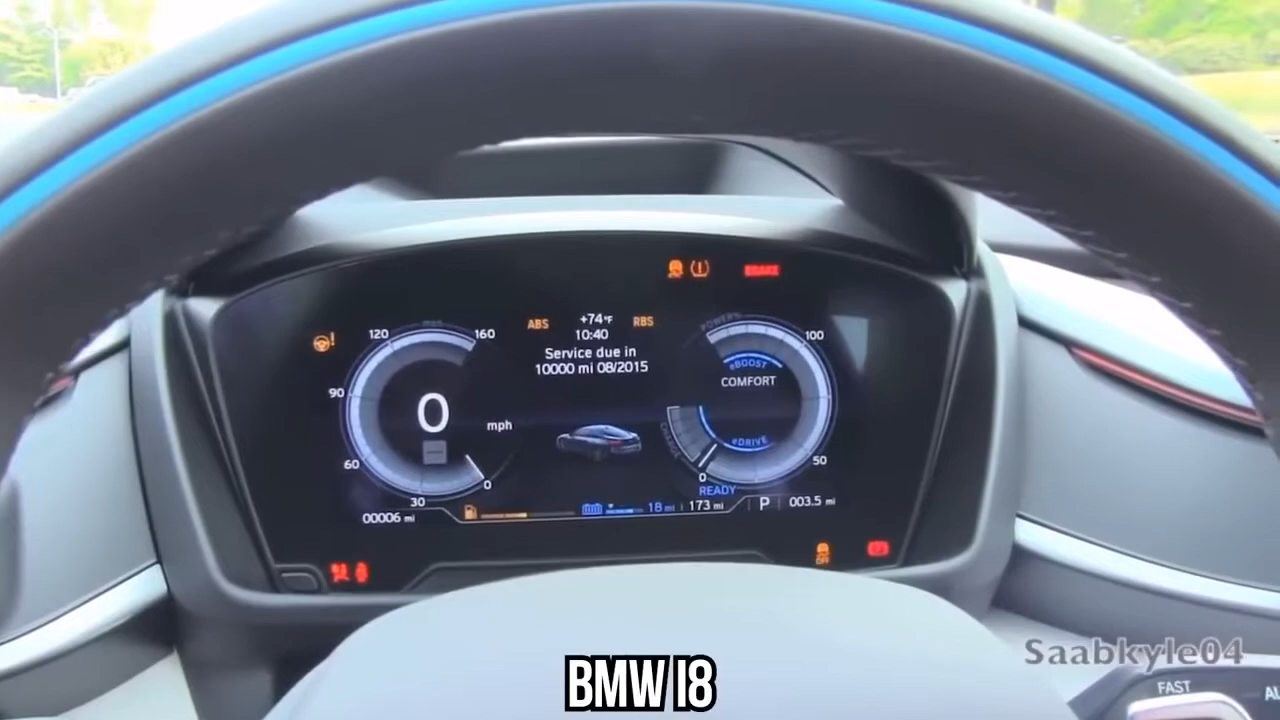 BRAKE
ABS
+74°F
RBS
10:40
Service due in
10000 mi 08/2015
120
mph
160
90
0
mph
60
30
0
00006 mi
POWER%
100
eBOOST
COMFORT
CHARGE
eDRIVE
50
0
READY
18 mi
173 mi
P
003.5 mi
OFF
Saabkyle04
FAST
BMW I8